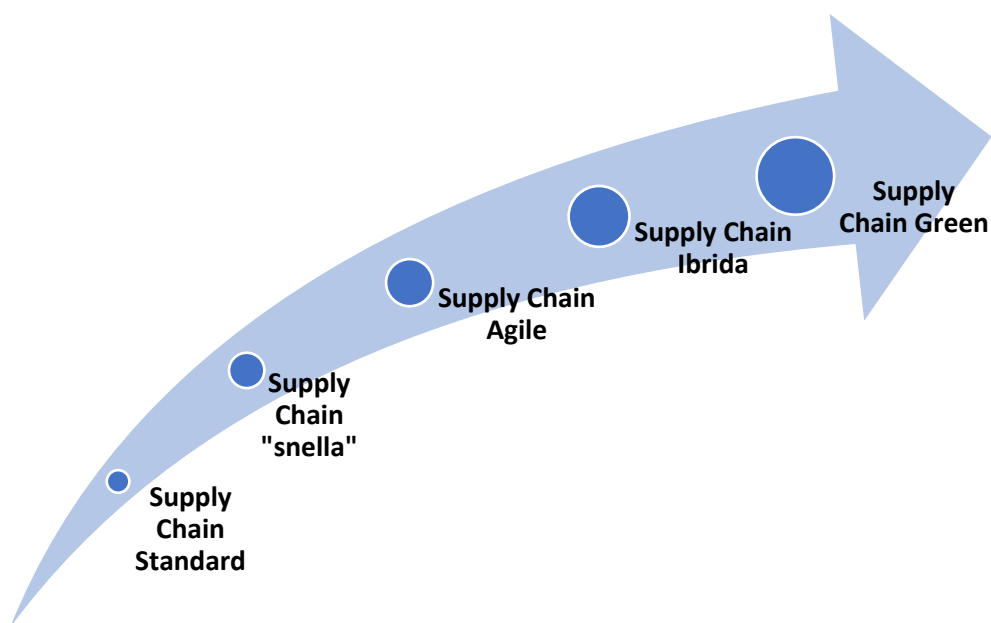 Supply
Chain
Standard
Supply
Chain
"snella"
Supply Chain
Agile
Supply Chain
Ibrida
Supply
Chain Green